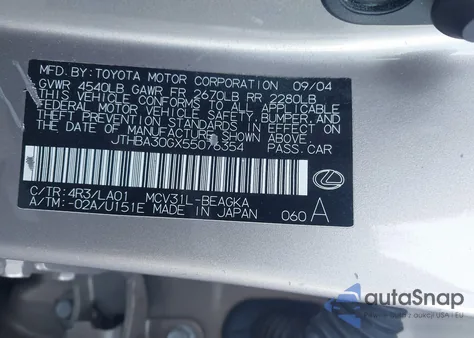 MFD. BY: TOYOTA MOTOR CORPORATION 09/04
GVWR 4540LB GAWR FR 2670LB RR 2280LB
THIS VEHICLE CONFORMS TO ALL APPLICABLE
FEDERAL MOTOR VEHICLE SAFETY, BUMPER, AND
THEFT PREVENTION STANDARDS IN EFFECT ON
THE DATE OF MANUFACTURE SHOWN ABOVE.
PASS.CAR
C/TR: 4R3/LA01 MCV31L-BEAGKA
A/TM: -02A/U151E MADE IN JAPAN 060 A
autoSnap